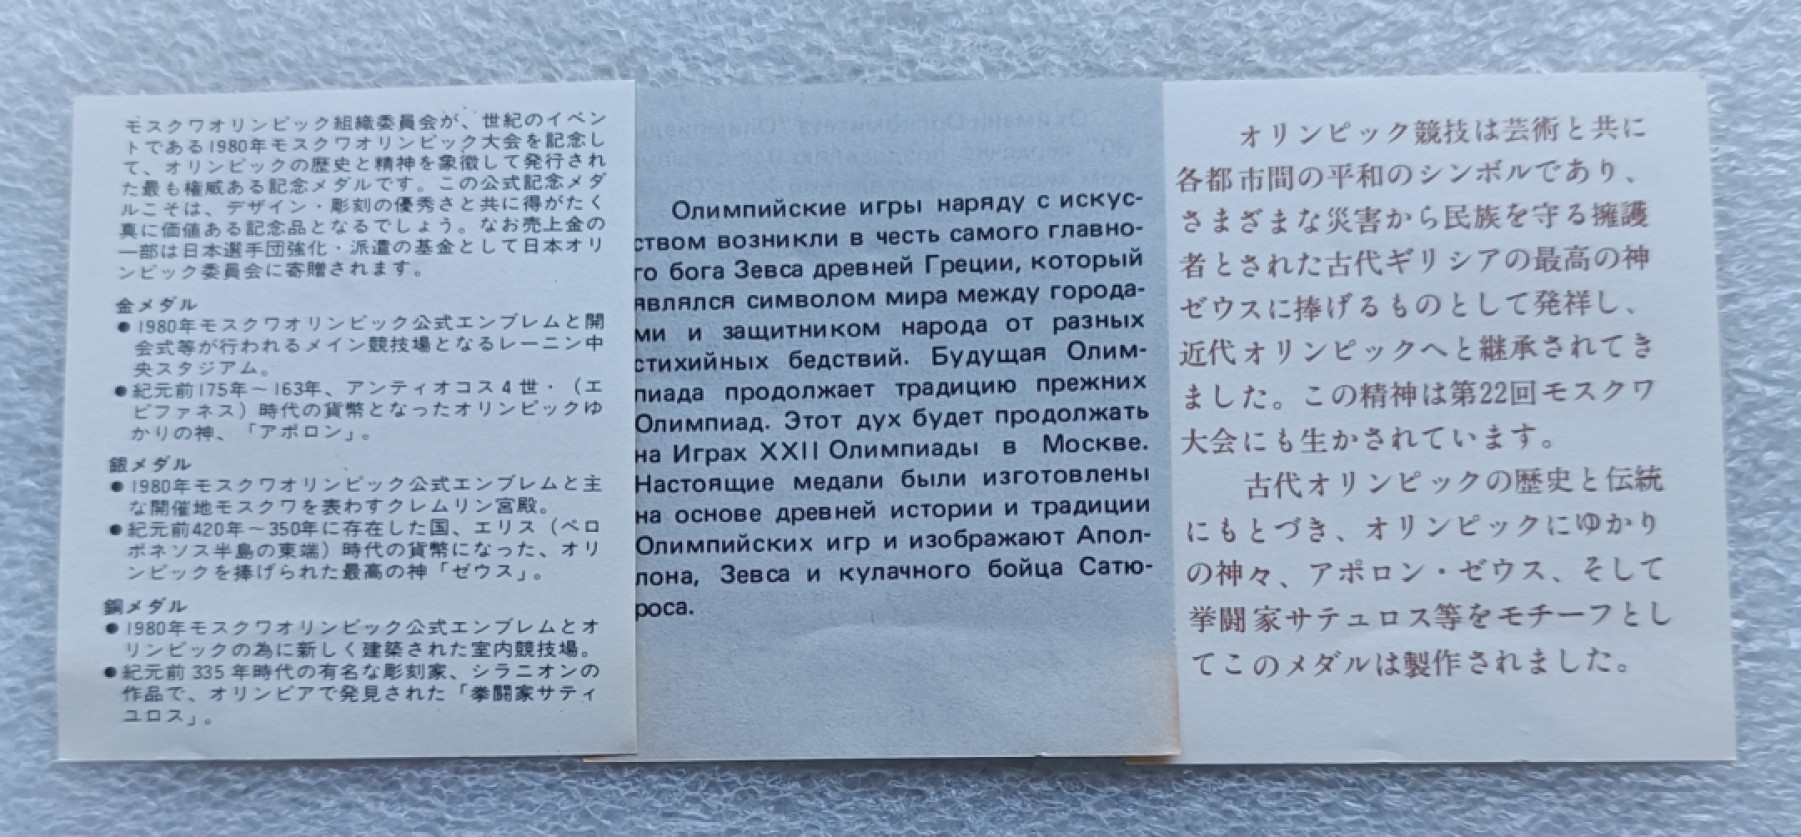 モスクワオリンピック組織委員会が、世紀のイベン
トである1980年モスクワオリンピック大会を記念し
て、オリンピックの歴史と精神を象徴して発行され
た最も権威ある記念メダルです。この公式記念メダ
ルこそは、デザイン・彫刻の優秀さと共に得がたく
真に価値ある記念品となるでしょう。なお売上金の
一部は日本選手団強化・派遣の基金として日本オリ
ンピック委員会に寄贈されます。
金メダル
●1980年モスクワオリンピック公式エンブレムと開
会式等が行われるメイン競技場となるレーニン中
央スタジアム。
●紀元前175年～163年、アンティオコス4世・（エ
ピファネス）時代の貨幣となったオリンピックゆ
かりの神、「アポロン」。
銀メダル
●1980年モスクワオリンピック公式エンブレムと主
な開催地モスクワを表わすクレムリン宮殿。
●紀元前420年～350年に存在した国、エリス（ペロ
ポネソス半島の東端）時代の貨幣になった、オリ
ンピックを捧げられた最高の神「ゼウス」。
銅メダル
●1980年モスクワオリンピック公式エンブレムとオ
リンピックの為に新しく建築された室内競技場。
●紀元前335年時代の有名な彫刻家、シラニオンの
作品で、オリンピアで発見された「拳闘家サティ
ユロス」。
Олимпийские игры наряду с искус-
ством возникли в честь самого главно-
го бога Зевса древней Греции, который
являлся символом мира между города-
ми и защитником народа от разных
стихийных бедствий. Будущая Олим-
пиада продолжает традицию прежних
Олимпиад. Этот дух будет продолжать
на Играх XXII Олимпиады в Москве.
Настоящие медали были изготовлены
на основе древней истории и традиции
Олимпийских игр и изображают Апол-
лона, Зевса и кулачного бойца Сатю-
роса.
オリンピック競技は芸術と共に
各都市間の平和のシンボルであり、
さまざまな災害から民族を守る擁護
者とされた古代ギリシアの最高の神
ゼウスに捧げるものとして発祥し、
近代オリンピックへと継承されてき
ました。この精神は第22回モスクワ
大会にも生かされています。
古代オリンピックの歴史と伝統
にもとづき、オリンピックにゆかり
の神々、アポロン・ゼウス、そして
挙闘家サテュロス等をモチーフとし
てこのメダルは製作されました。